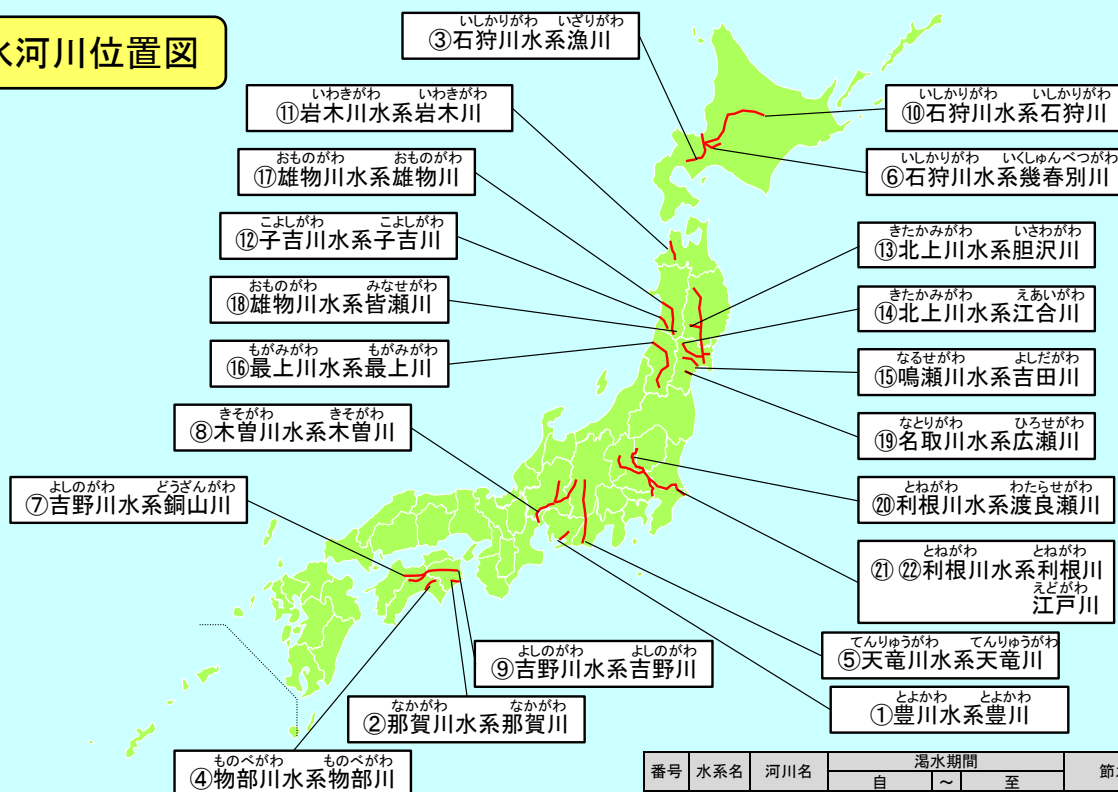 水河川位置図
いしかりがわ いざりがわ
③石狩川水系漁川
いわきがわ いわきがわ
⑪岩木川水系岩木川
いしかりがわ いしかりがわ
⑩石狩川水系石狩川
おものがわ おものがわ
⑰雄物川水系雄物川
いしかりがわ いくしゅんべつがわ
⑥石狩川水系幾春別川
こよしがわ こよしがわ
⑫子吉川水系子吉川
きたかみがわ いさわがわ
⑬北上川水系胆沢川
おものがわ みなせがわ
⑱雄物川水系皆瀬川
きたかみがわ えあいがわ
⑭北上川水系江合川
もがみがわ もがみがわ
⑯最上川水系最上川
なるせがわ よしだがわ
⑮鳴瀬川水系吉田川
きそがわ きそがわ
⑧木曽川水系木曽川
なとりがわ ひろせがわ
⑲名取川水系広瀬川
よしのがわ どうざんがわ
⑦吉野川水系銅山川
とねがわ わたらせがわ
⑳利根川水系渡良瀬川
とねがわ とねがわ
㉑㉒利根川水系利根川
えどがわ
江戸川
てんりゅうがわ てんりゅうがわ
⑤天竜川水系天竜川
よしのがわ よしのがわ
⑨吉野川水系吉野川
なかがわ なかがわ
②那賀川水系那賀川
とよかわ とよかわ
①豊川水系豊川
ものべがわ ものべがわ
④物部川水系物部川
番号 水系名 河川名 渇水期間 節
自 ～ 至